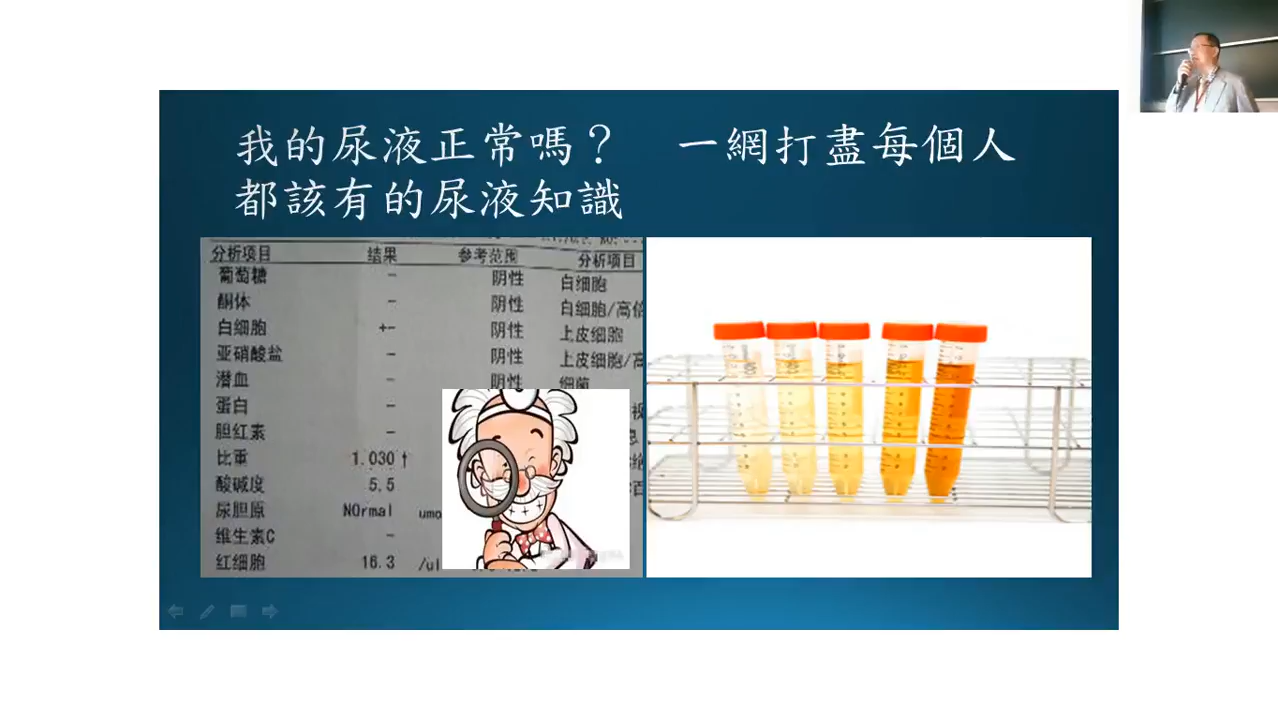 我的尿液正常嗎？　一網打盡每個人
都該有的尿液知識
分析项目 结果 参考范围 分析项目
葡萄糖 - 阴性 白细胞
酮体 - 阴性 白细胞/高倍
白细胞 +- 阴性 上皮细胞
亚硝酸盐 - 阴性 上皮细胞/高
潜血 - 阴性 细菌
蛋白 -
胆红素 -
比重 1.030↑
酸碱度 5.5
尿胆原 NOrmal umo
维生素C -
红细胞 16.3 /ul